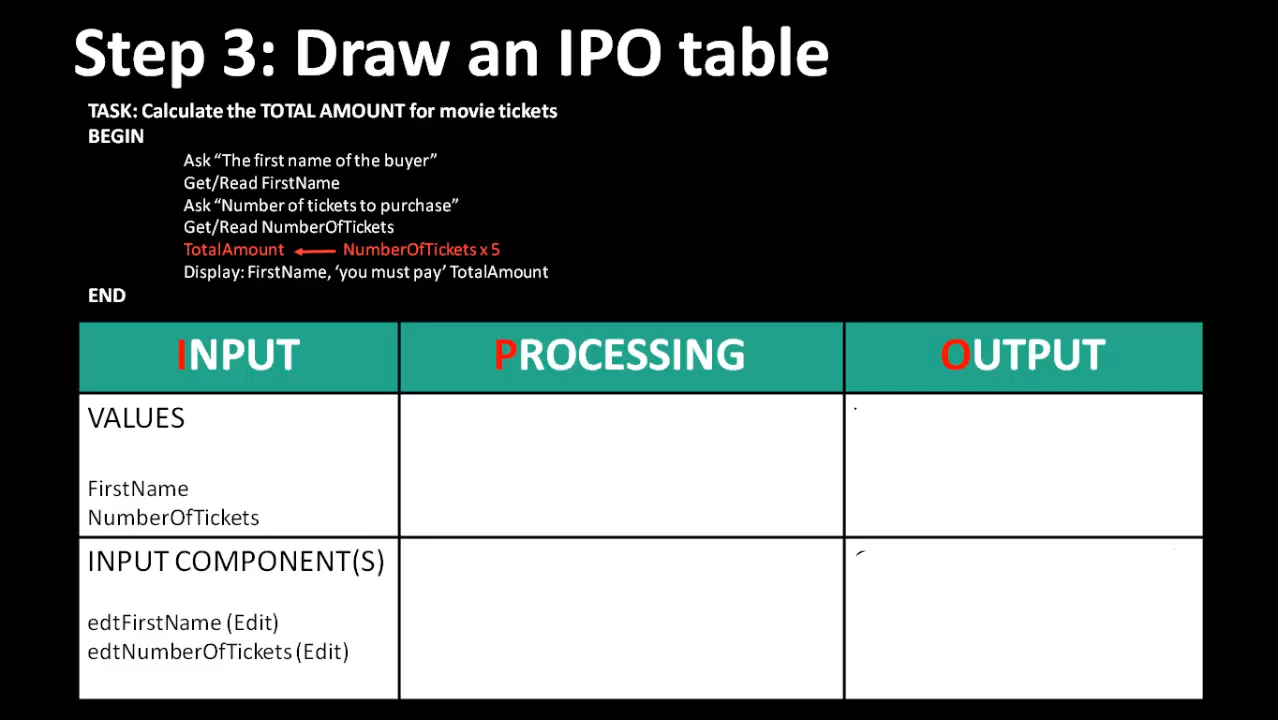 Step 3: Draw an IPO table
TASK: Calculate the TOTAL AMOUNT for movie tickets
BEGIN
Ask “The first name of the buyer”
Get/Read FirstName
Ask “Number of tickets to purchase”
Get/Read NumberOfTickets
TotalAmount ← NumberOfTickets x 5
Display: FirstName, ‘you must pay’ TotalAmount
END
INPUT PROCESSING OUTPUT
VALUES
FirstName
NumberOfTickets
INPUT COMPONENT(S)
edtFirstName (Edit)
edtNumberOfTickets (Edit)